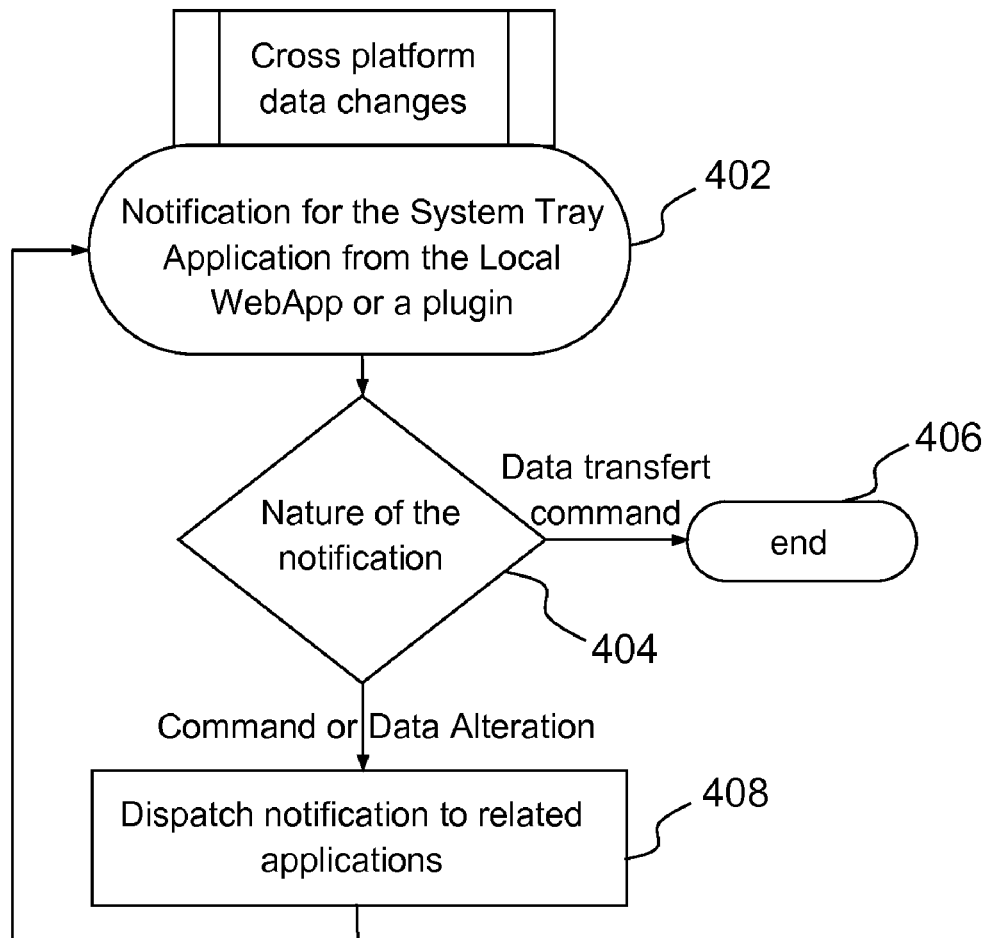 Cross platform
data changes
402
Notification for the System Tray
Application from the Local
WebApp or a plugin
406
Data transfert
command
Nature of the
notification
end
404
Command or Data Alteration
408
Dispatch notification to related
applications